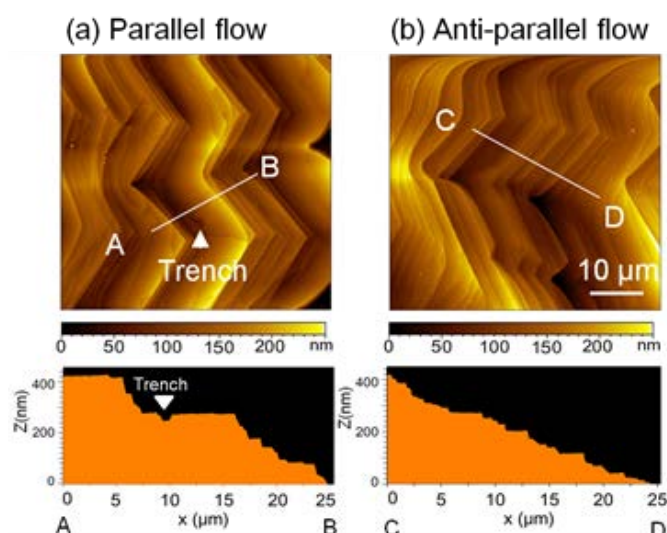 (a) Parallel flow
(b) Anti-parallel flow
A
B
Trench
C
D
10 µm
0 50 100 150 200 nm
0 50 100 150 200 nm
Trench
Z(nm)
400
200
0
0 5 10 15 20 25
A x (µm) B
Z(nm)
400
200
0
0 5 10 15 20 25
C x (µm) D